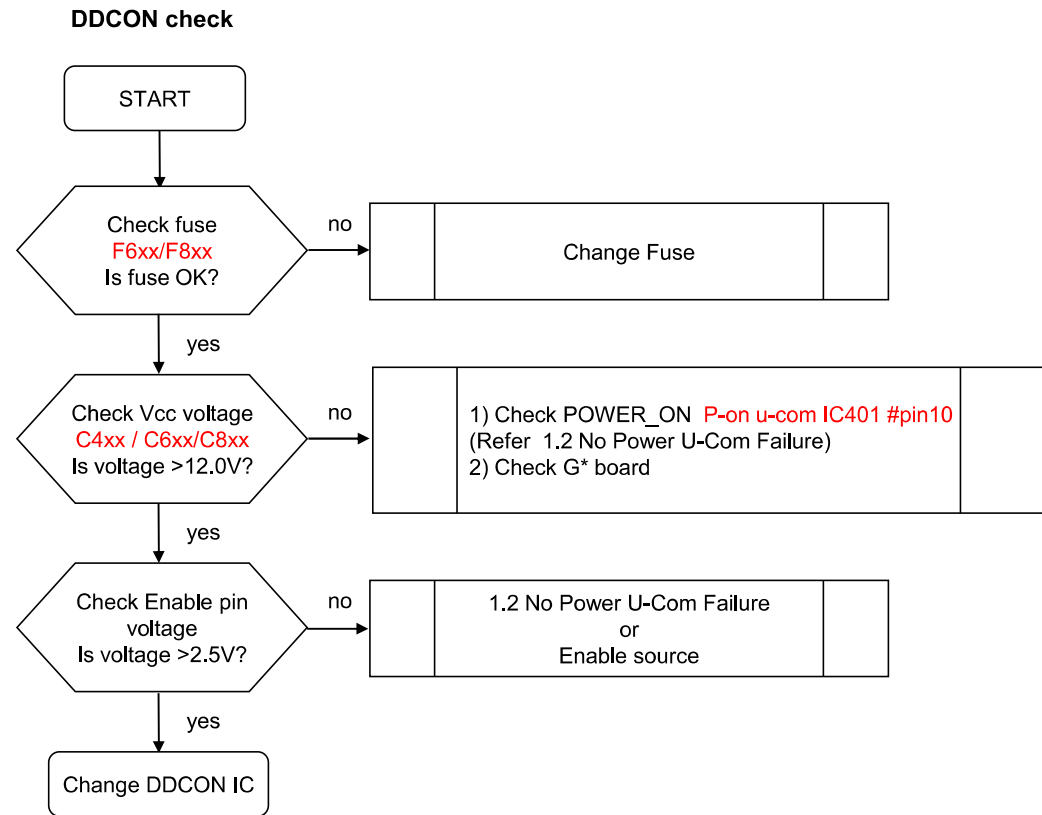 DDCON check
START
Check fuse
F6xx/F8xx
Is fuse OK?
no
Change Fuse
yes
Check Vcc voltage
C4xx / C6xx/C8xx
Is voltage >12.0V?
no
1) Check POWER_ON P-on u-com IC401 #pin10
(Refer 1.2 No Power U-Com Failure)
2) Check G* board
yes
Check Enable pin
voltage
Is voltage >2.5V?
no
1.2 No Power U-Com Failure
or
Enable source
yes
Change DDCON IC